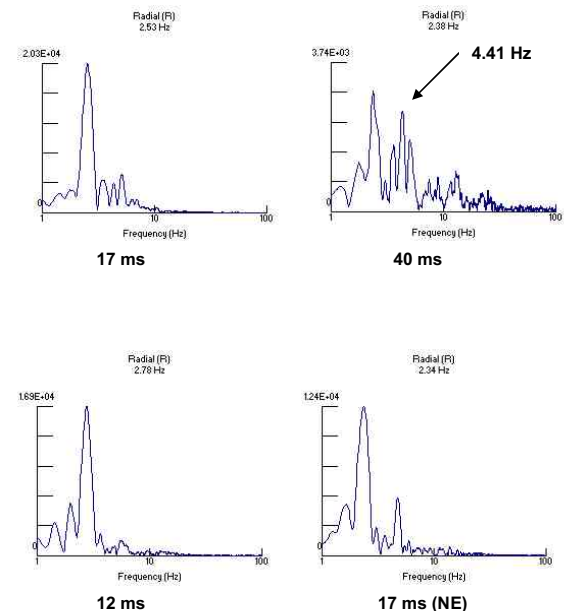 Radial (R)
2.53 Hz
2.03E+04
0
1
10
100
Frequency (Hz)
17 ms
Radial (R)
2.38 Hz
4.41 Hz
3.74E+03
0
1
10
100
Frequency (Hz)
40 ms
Radial (R)
2.78 Hz
1.69E+04
0
1
10
100
Frequency (Hz)
12 ms
Radial (R)
2.34 Hz
1.24E+04
0
1
10
100
Frequency (Hz)
17 ms (NE)